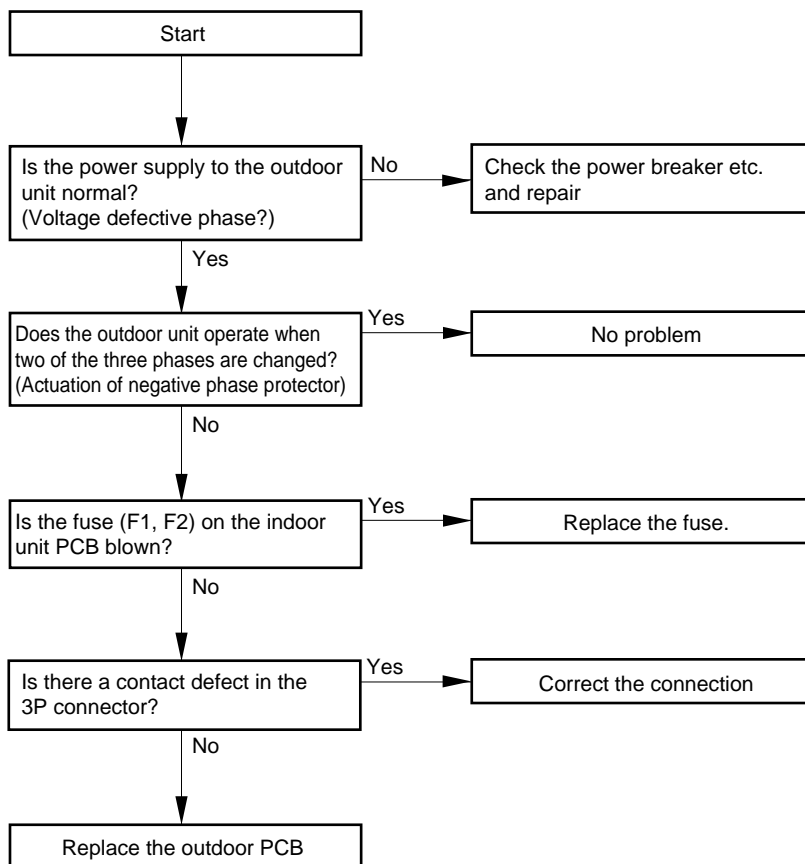 Start
Is the power supply to the outdoor
unit normal?
(Voltage defective phase?)
No
Check the power breaker etc.
and repair
Yes
Does the outdoor unit operate when
two of the three phases are changed?
(Actuation of negative phase protector)
Yes
No problem
No
Is the fuse (F1, F2) on the indoor
unit PCB blown?
Yes
Replace the fuse.
No
Is there a contact defect in the
3P connector?
Yes
Correct the connection
No
Replace the outdoor PCB